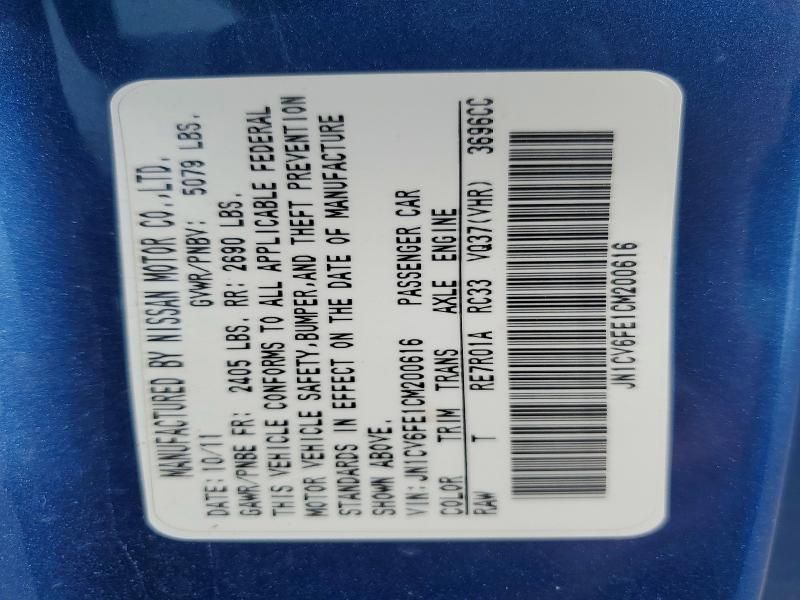 MANUFACTURED BY NISSAN MOTOR CO.,LTD.
DATE: 10/11 GVWR/PNBV: 5079 LBS.
GAWR/PNBE FR: 2405 LBS. RR: 2690 LBS.
THIS VEHICLE CONFORMS TO ALL APPLICABLE FEDERAL
MOTOR VEHICLE SAFETY,BUMPER,AND THEFT PREVENTION
STANDARDS IN EFFECT ON THE DATE OF MANUFACTURE
SHOWN ABOVE.
VIN:JN1CV6FE1CM200616 PASSENGER CAR
COLOR TRIM TRANS AXLE ENGINE
RAW T RE7R01A RC33 VQ37(VHR) 3696CC
JN1CV6FE1CM200616